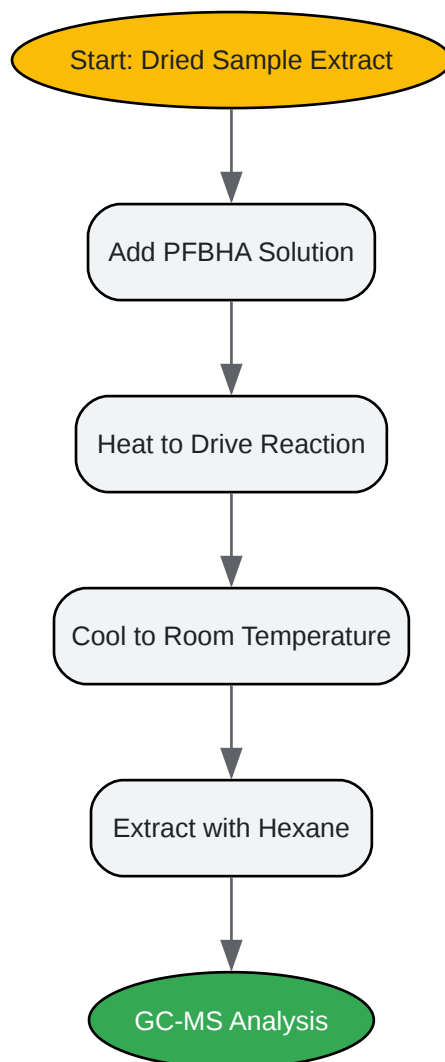 Start: Dried Sample Extract
Add PFBHA Solution
Heat to Drive Reaction
Cool to Room Temperature
Extract with Hexane
GC-MS Analysis